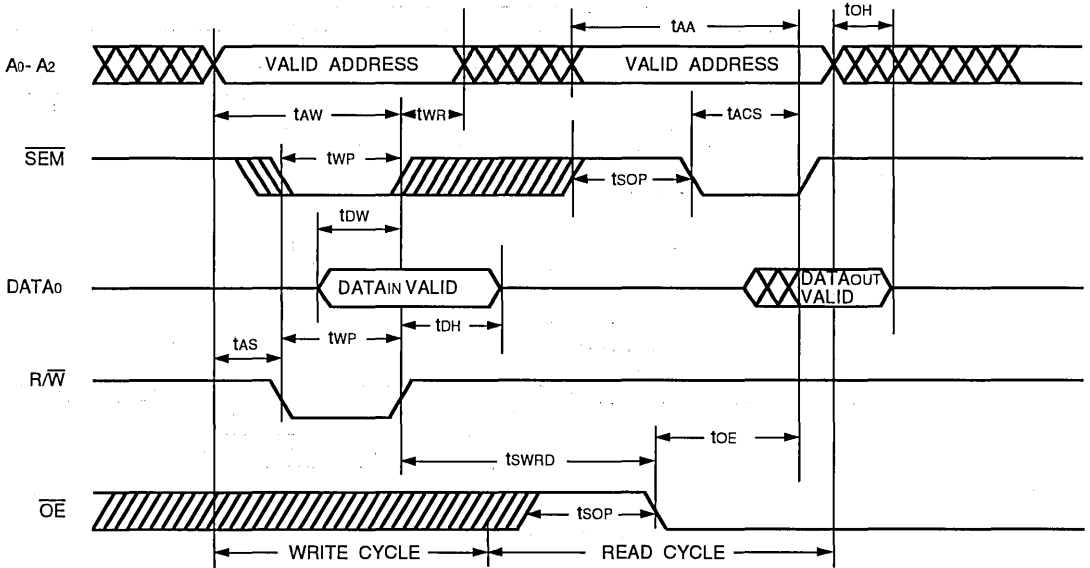 tAA
tOH
A0- A2
VALID ADDRESS
VALID ADDRESS
tAW
tWR
tACS
SEM
tWP
tSOP
tDW
DATA0
DATAIN VALID
DATAOUT
VALID
tAS
tWP
tDH
R/W
tOE
tSWRD
OE
tSOP
WRITE CYCLE
READ CYCLE